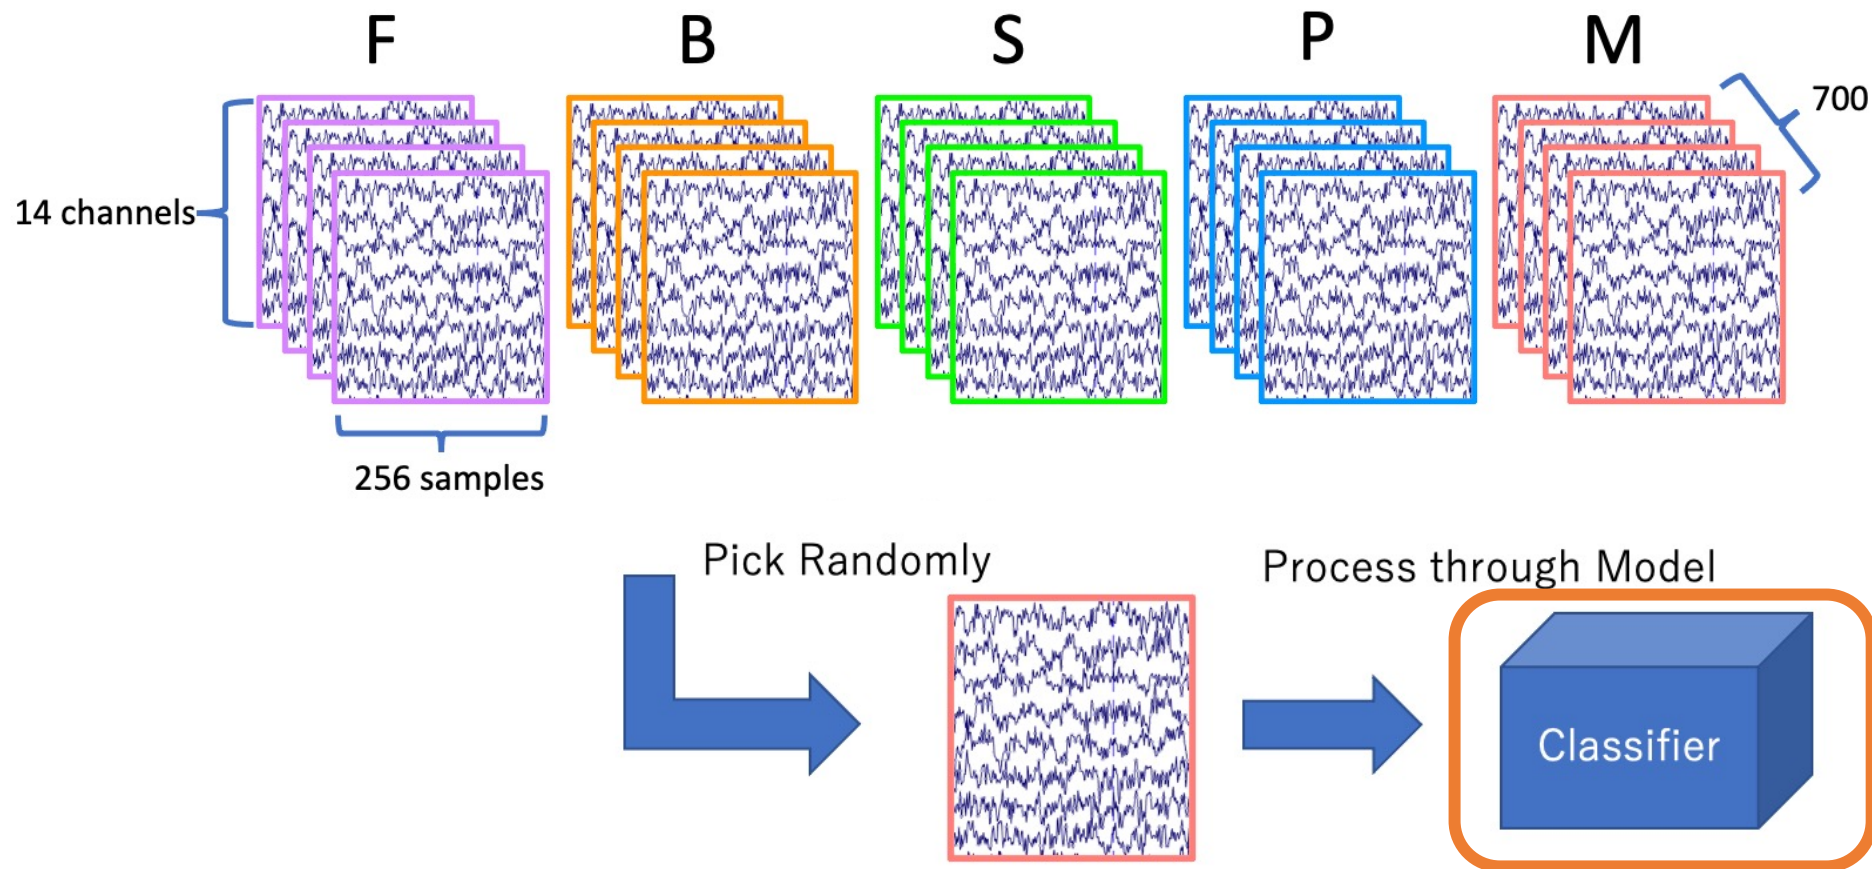 F B S P M
700
14 channels
256 samples
Pick Randomly
Process through Model
Classifier